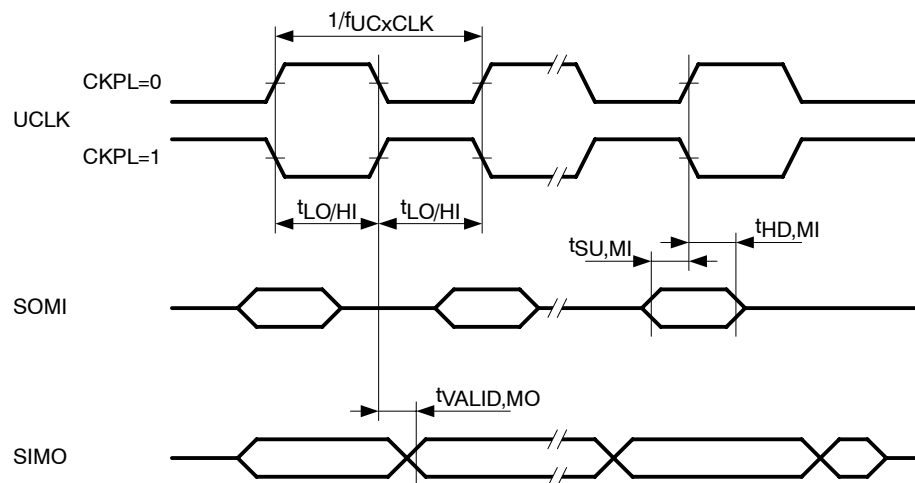 1/fUCxCLK
CKPL=0
UCLK
CKPL=1
tLO/HI tLO/HI
tSU,MI tHD,MI
SOMI
tVALID,MO
SIMO